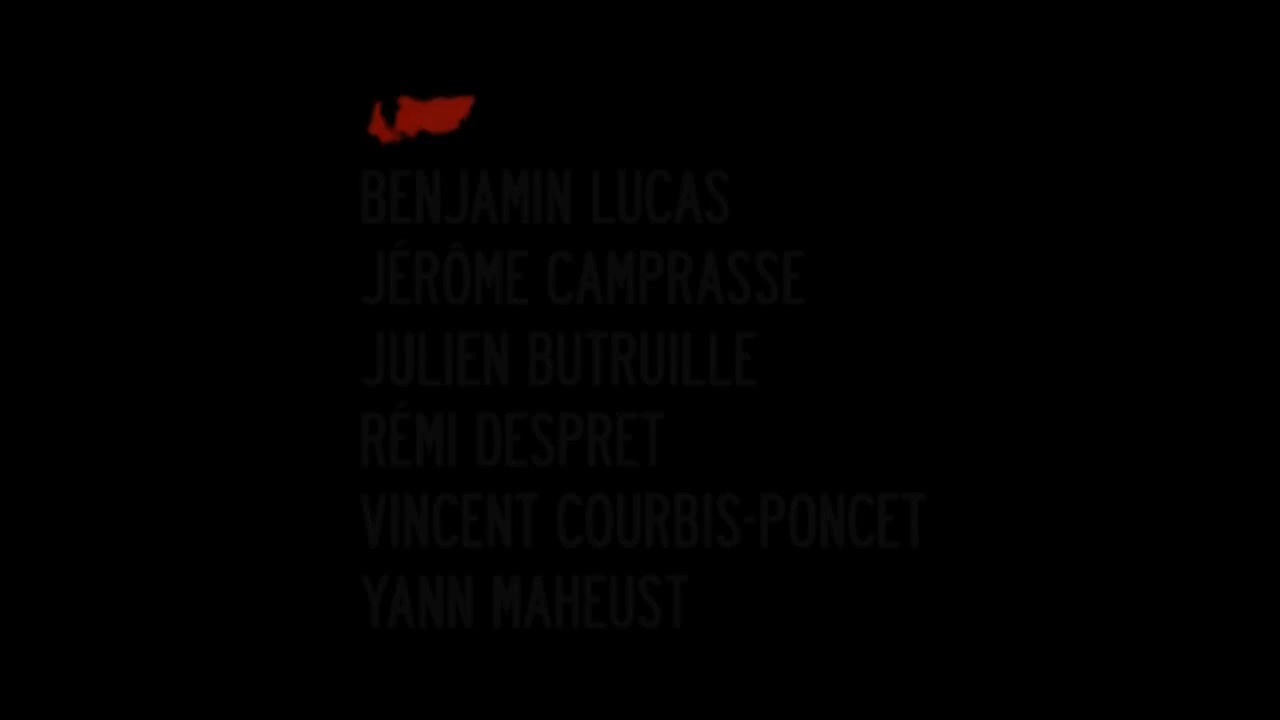 BENJAMIN LUCAS
JÉRÔME CAMPRASSE
JULIEN BUTRUILLE
RÉMI DESPRET
VINCENT COURBIS-PONCET
YANN MAHEUST